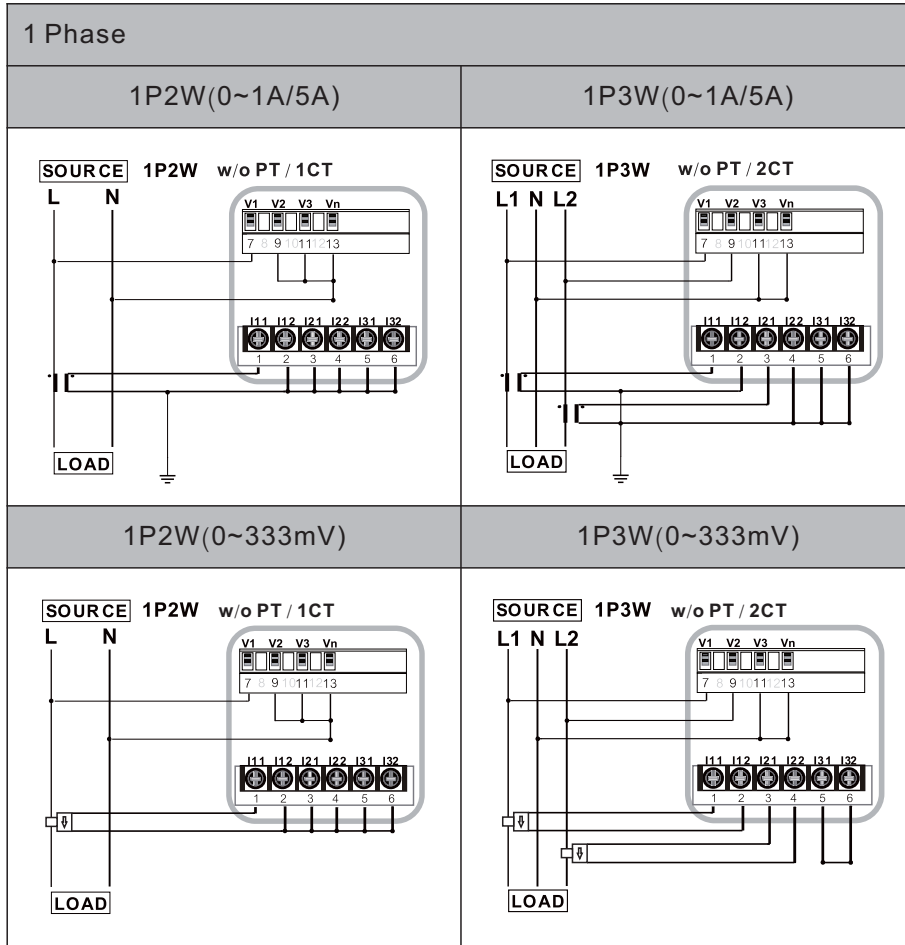 1 Phase
1P2W(0~1A/5A)
SOURCE 1P2W w/o PT / 1CT
L N
V1 V2 V3 Vn
7 8 9 10 11 12 13
I11 I12 I21 I22 I31 I32
1 2 3 4 5 6
LOAD
1P3W(0~1A/5A)
SOURCE 1P3W w/o PT / 2CT
L1 N L2
V1 V2 V3 Vn
7 8 9 10 11 12 13
I11 I12 I21 I22 I31 I32
1 2 3 4 5 6
LOAD
1P2W(0~333mV)
SOURCE 1P2W w/o PT / 1CT
L N
V1 V2 V3 Vn
7 8 9 10 11 12 13
I11 I12 I21 I22 I31 I32
1 2 3 4 5 6
LOAD
1P3W(0~333mV)
SOURCE 1P3W w/o PT / 2CT
L1 N L2
V1 V2 V3 Vn
7 8 9 10 11 12 13
I11 I12 I21 I22 I31 I32
1 2 3 4 5 6
LOAD